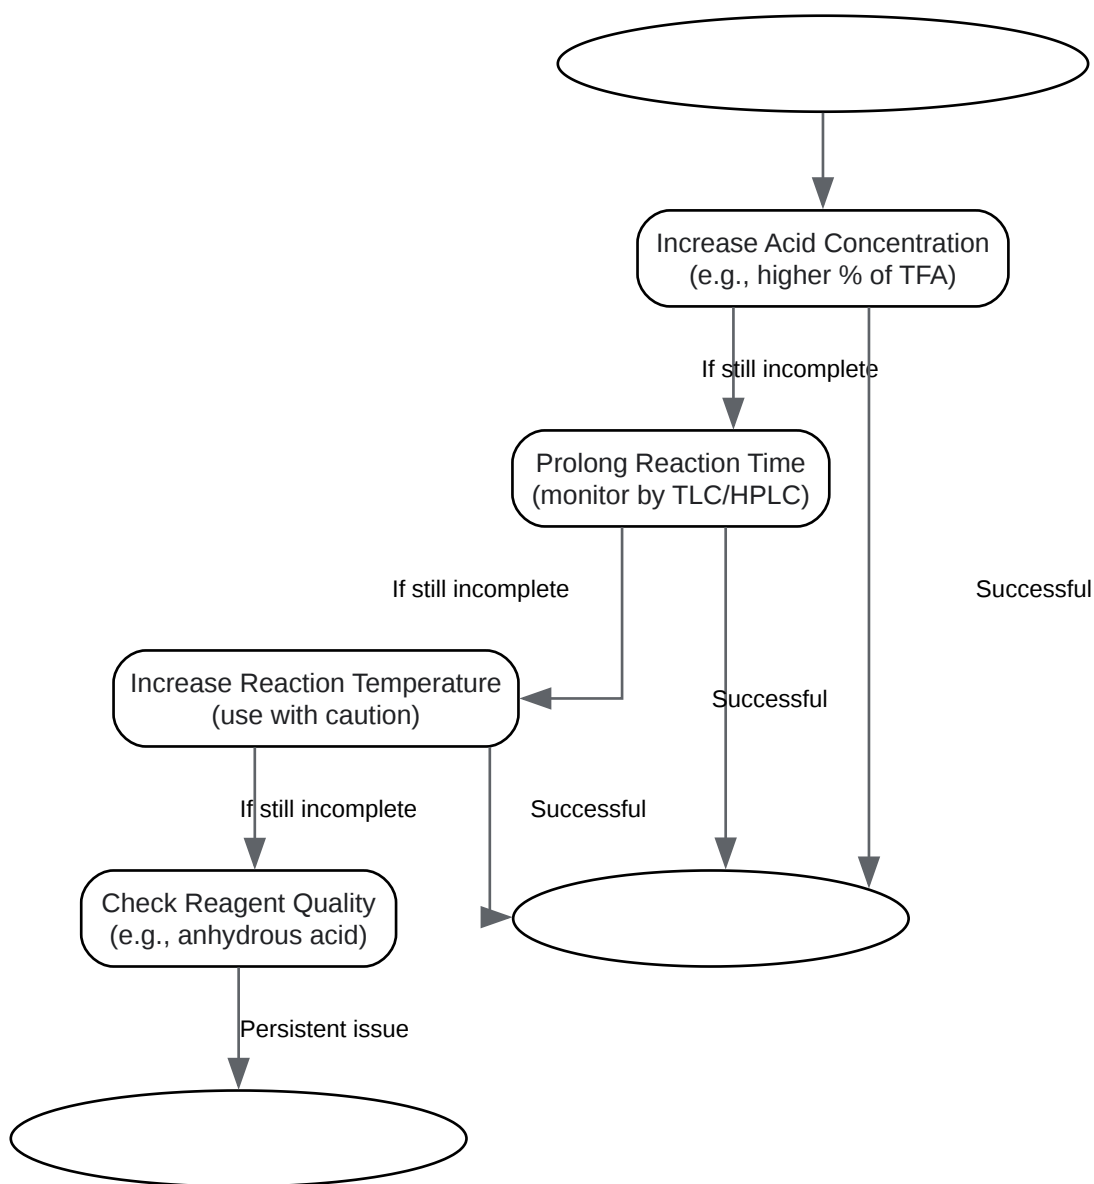 Increase Acid Concentration
(e.g., higher % of TFA)
If still incomplete
Prolong Reaction Time
(monitor by TLC/HPLC)
If still incomplete
Successful
Increase Reaction Temperature
(use with caution)
Successful
If still incomplete
Successful
Check Reagent Quality
(e.g., anhydrous acid)
Persistent issue